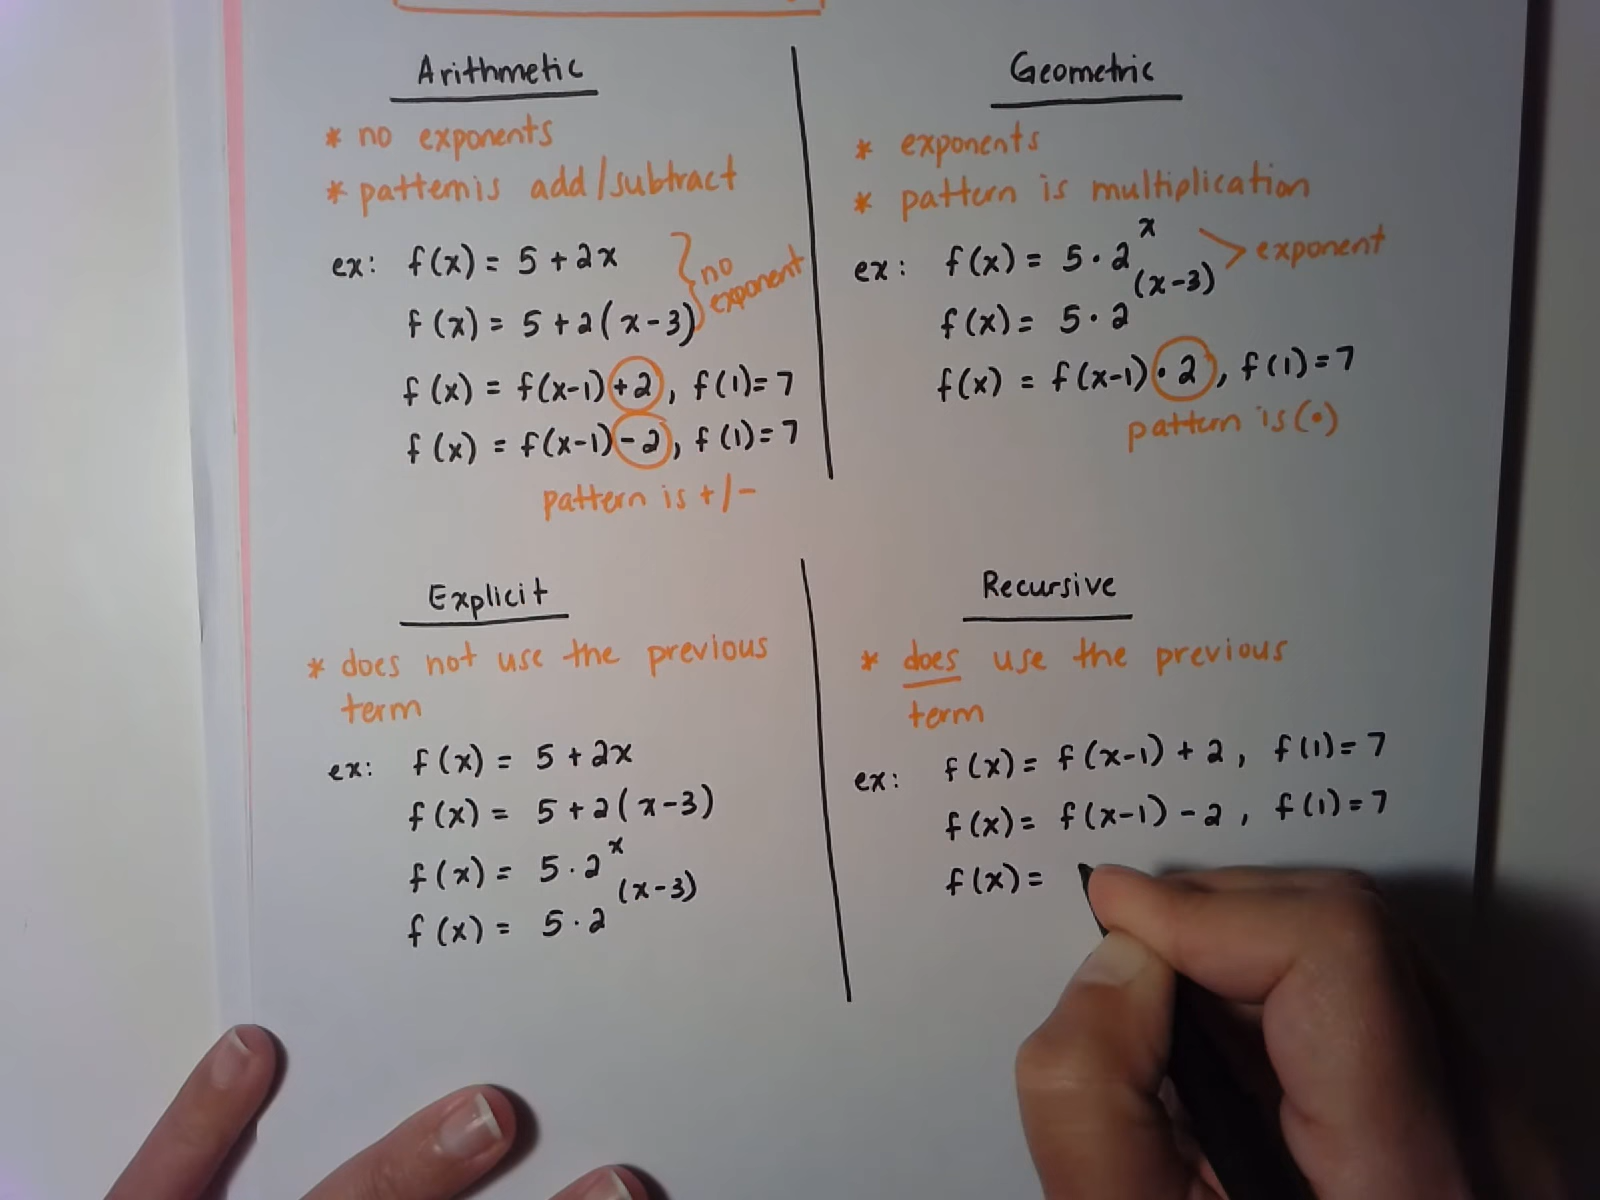 Arithmetic
* no exponents
* pattern is add/subtract
ex: f(x) = 5 + 2x
f(x) = 5 + 2(x-3)
no exponent
f(x) = f(x-1) + 2, f(1) = 7
f(x) = f(x-1) - 2, f(1) = 7
pattern is +/-
Geometric
* exponents
* pattern is multiplication
ex: f(x) = 5 · 2^x
exponent
f(x) = 5 · 2^(x-3)
f(x) = f(x-1) · 2, f(1) = 7
pattern is (·)
Explicit
* does not use the previous
term
ex: f(x) = 5 + 2x
f(x) = 5 + 2(x-3)
f(x) = 5 · 2^x
f(x) = 5 · 2^(x-3)
Recursive
* does use the previous
term
ex: f(x) = f(x-1) + 2, f(1) = 7
f(x) = f(x-1) - 2, f(1) = 7
f(x) =